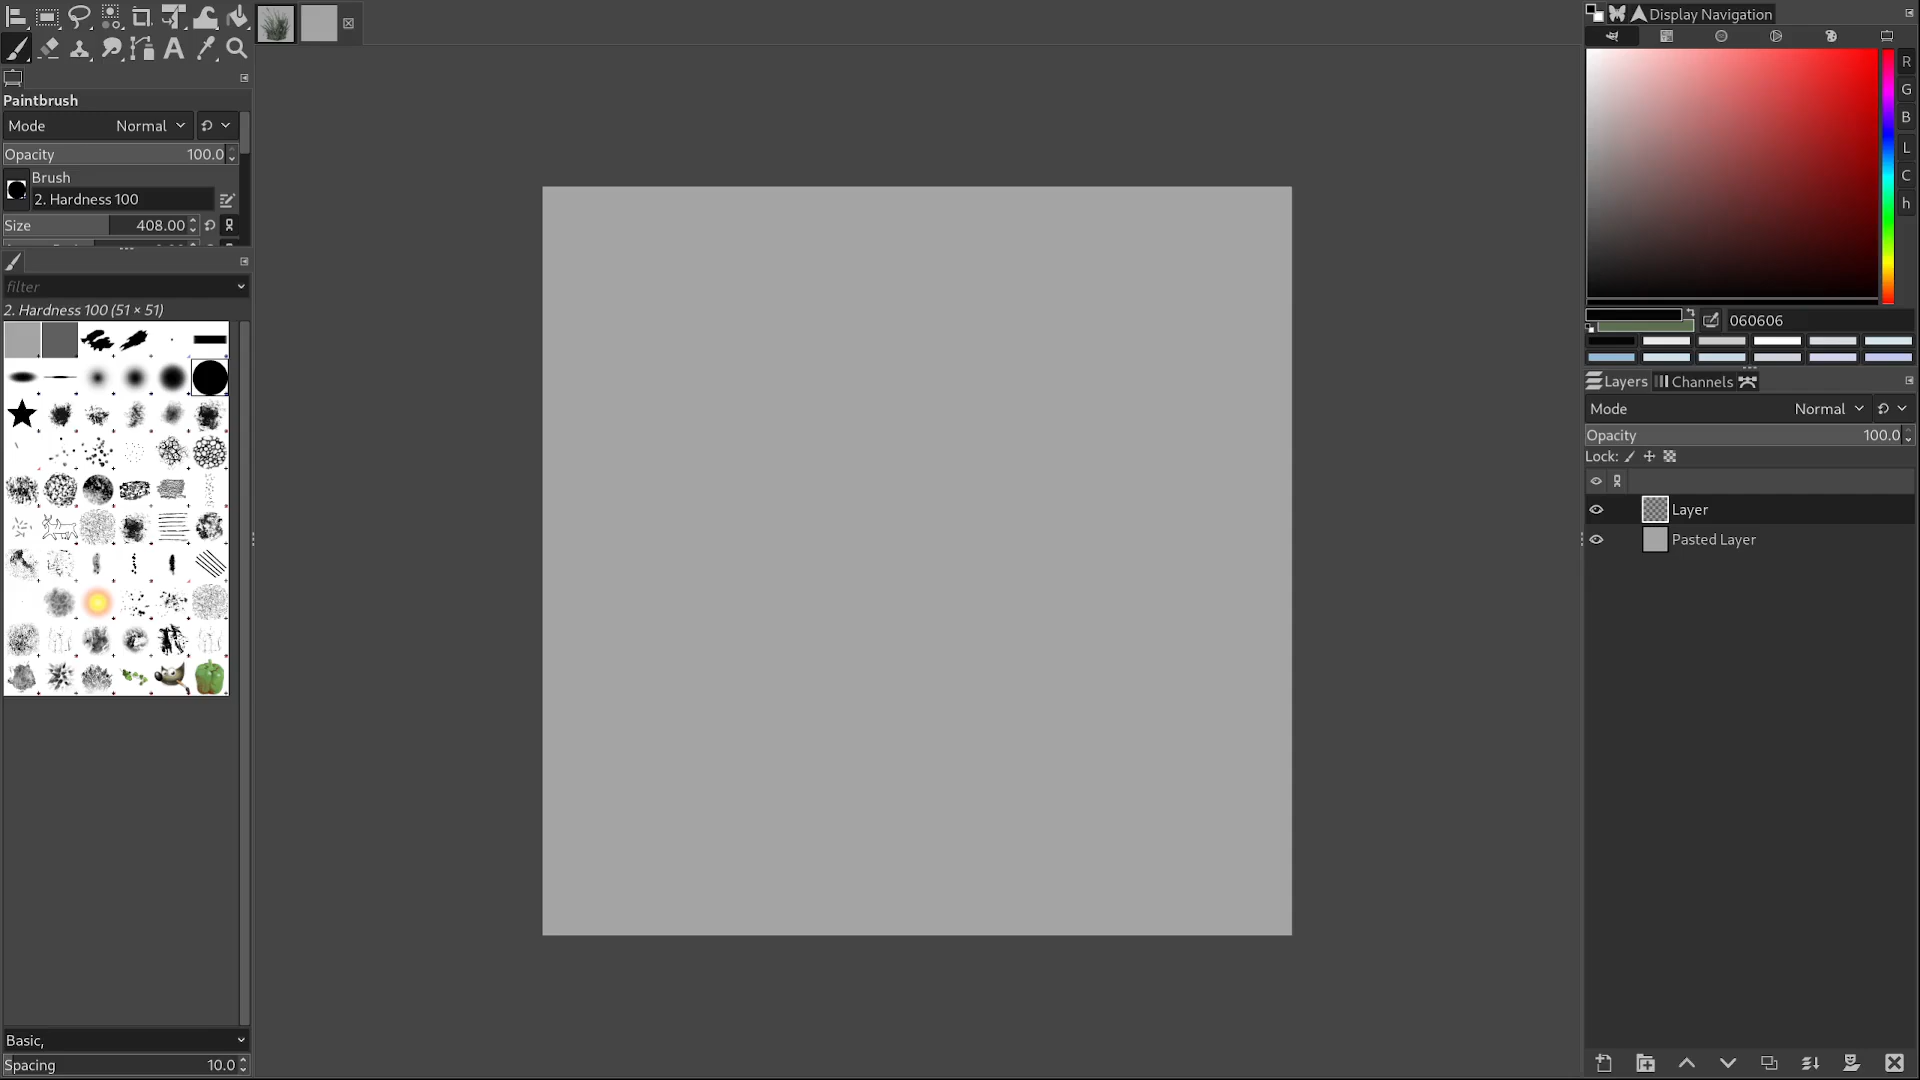 Paintbrush
Mode Normal
Opacity 100.0
Brush
2. Hardness 100
Size 408.00
filter
2. Hardness 100 (51 × 51)
Basic,
Spacing 10.0
Display Navigation
R
G
B
L
C
h
060606
Layers Channels
Mode Normal
Opacity 100.0
Lock:
Layer
Pasted Layer